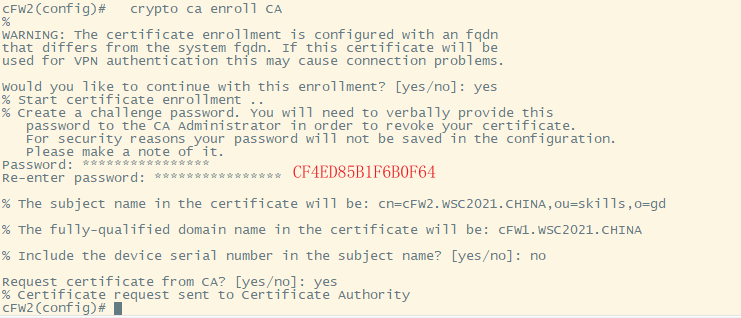 cFW2(config)#   crypto ca enroll CA
%
WARNING: The certificate enrollment is configured with an fqdn
that differs from the system fqdn. If this certificate will be
used for VPN authentication this may cause connection problems.

Would you like to continue with this enrollment? [yes/no]: yes
% Start certificate enrollment ..
% Create a challenge password. You will need to verbally provide this
   password to the CA Administrator in order to revoke your certificate.
   For security reasons your password will not be saved in the configuration.
   Please make a note of it.
Password: ****************
Re-enter password: **************** CF4ED85B1F6B0F64

% The subject name in the certificate will be: cn=cFW2.WSC2021.CHINA,ou=skills,o=gd

% The fully-qualified domain name in the certificate will be: cFW1.WSC2021.CHINA

% Include the device serial number in the subject name? [yes/no]: no

Request certificate from CA? [yes/no]: yes
% Certificate request sent to Certificate Authority
cFW2(config)#